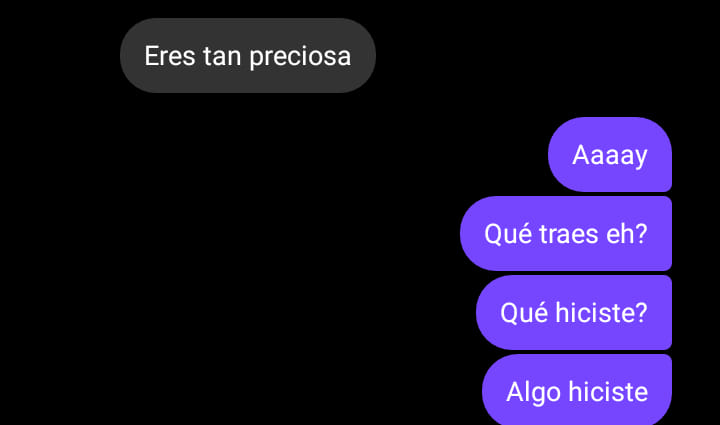 Eres tan preciosa
Aaaay
Qué traes eh?
Qué hiciste?
Algo hiciste